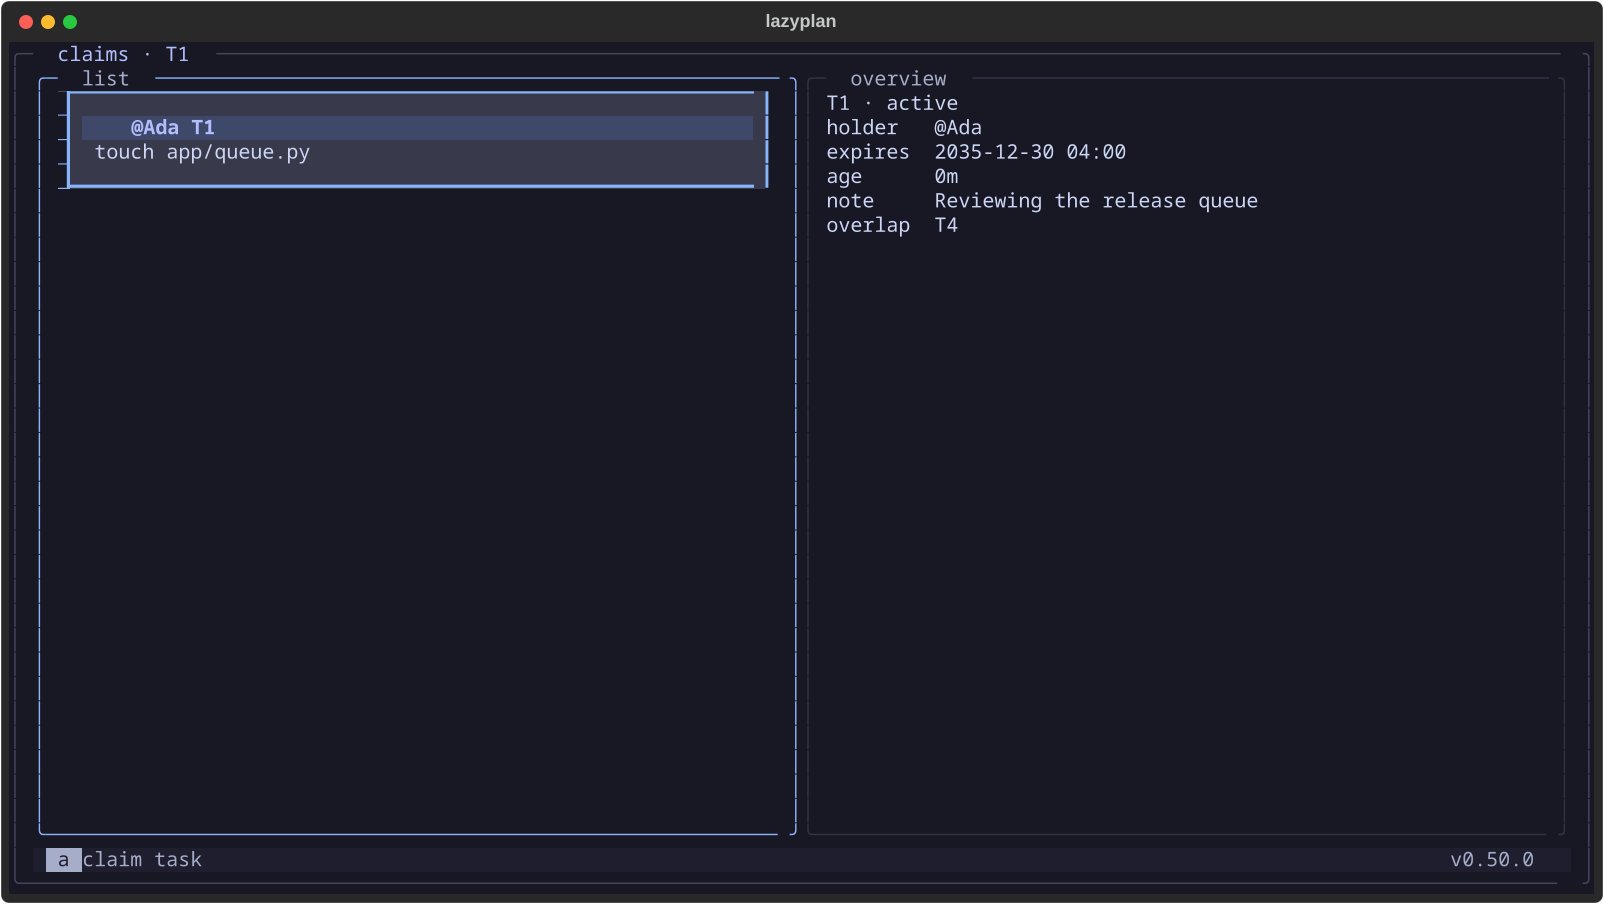 lazyplan
claims · T1
list
@Ada T1
touch app/queue.py
overview
T1 · active
holder @Ada
expires 2035-12-30 04:00
age 0m
note Reviewing the release queue
overlap T4
a claim task
v0.50.0